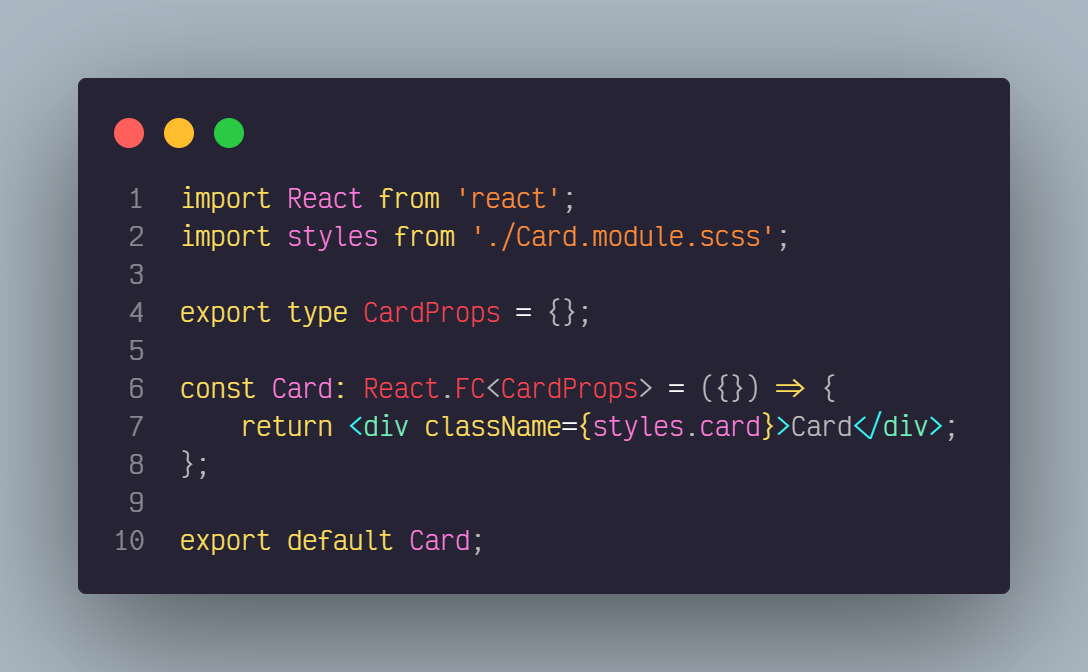 1 import React from 'react';
2 import styles from './Card.module.scss';
3
4 export type CardProps = {};
5
6 const Card: React.FC<CardProps> = ({}) => {
7     return <div className={styles.card}>Card</div>;
8 };
9
10 export default Card;